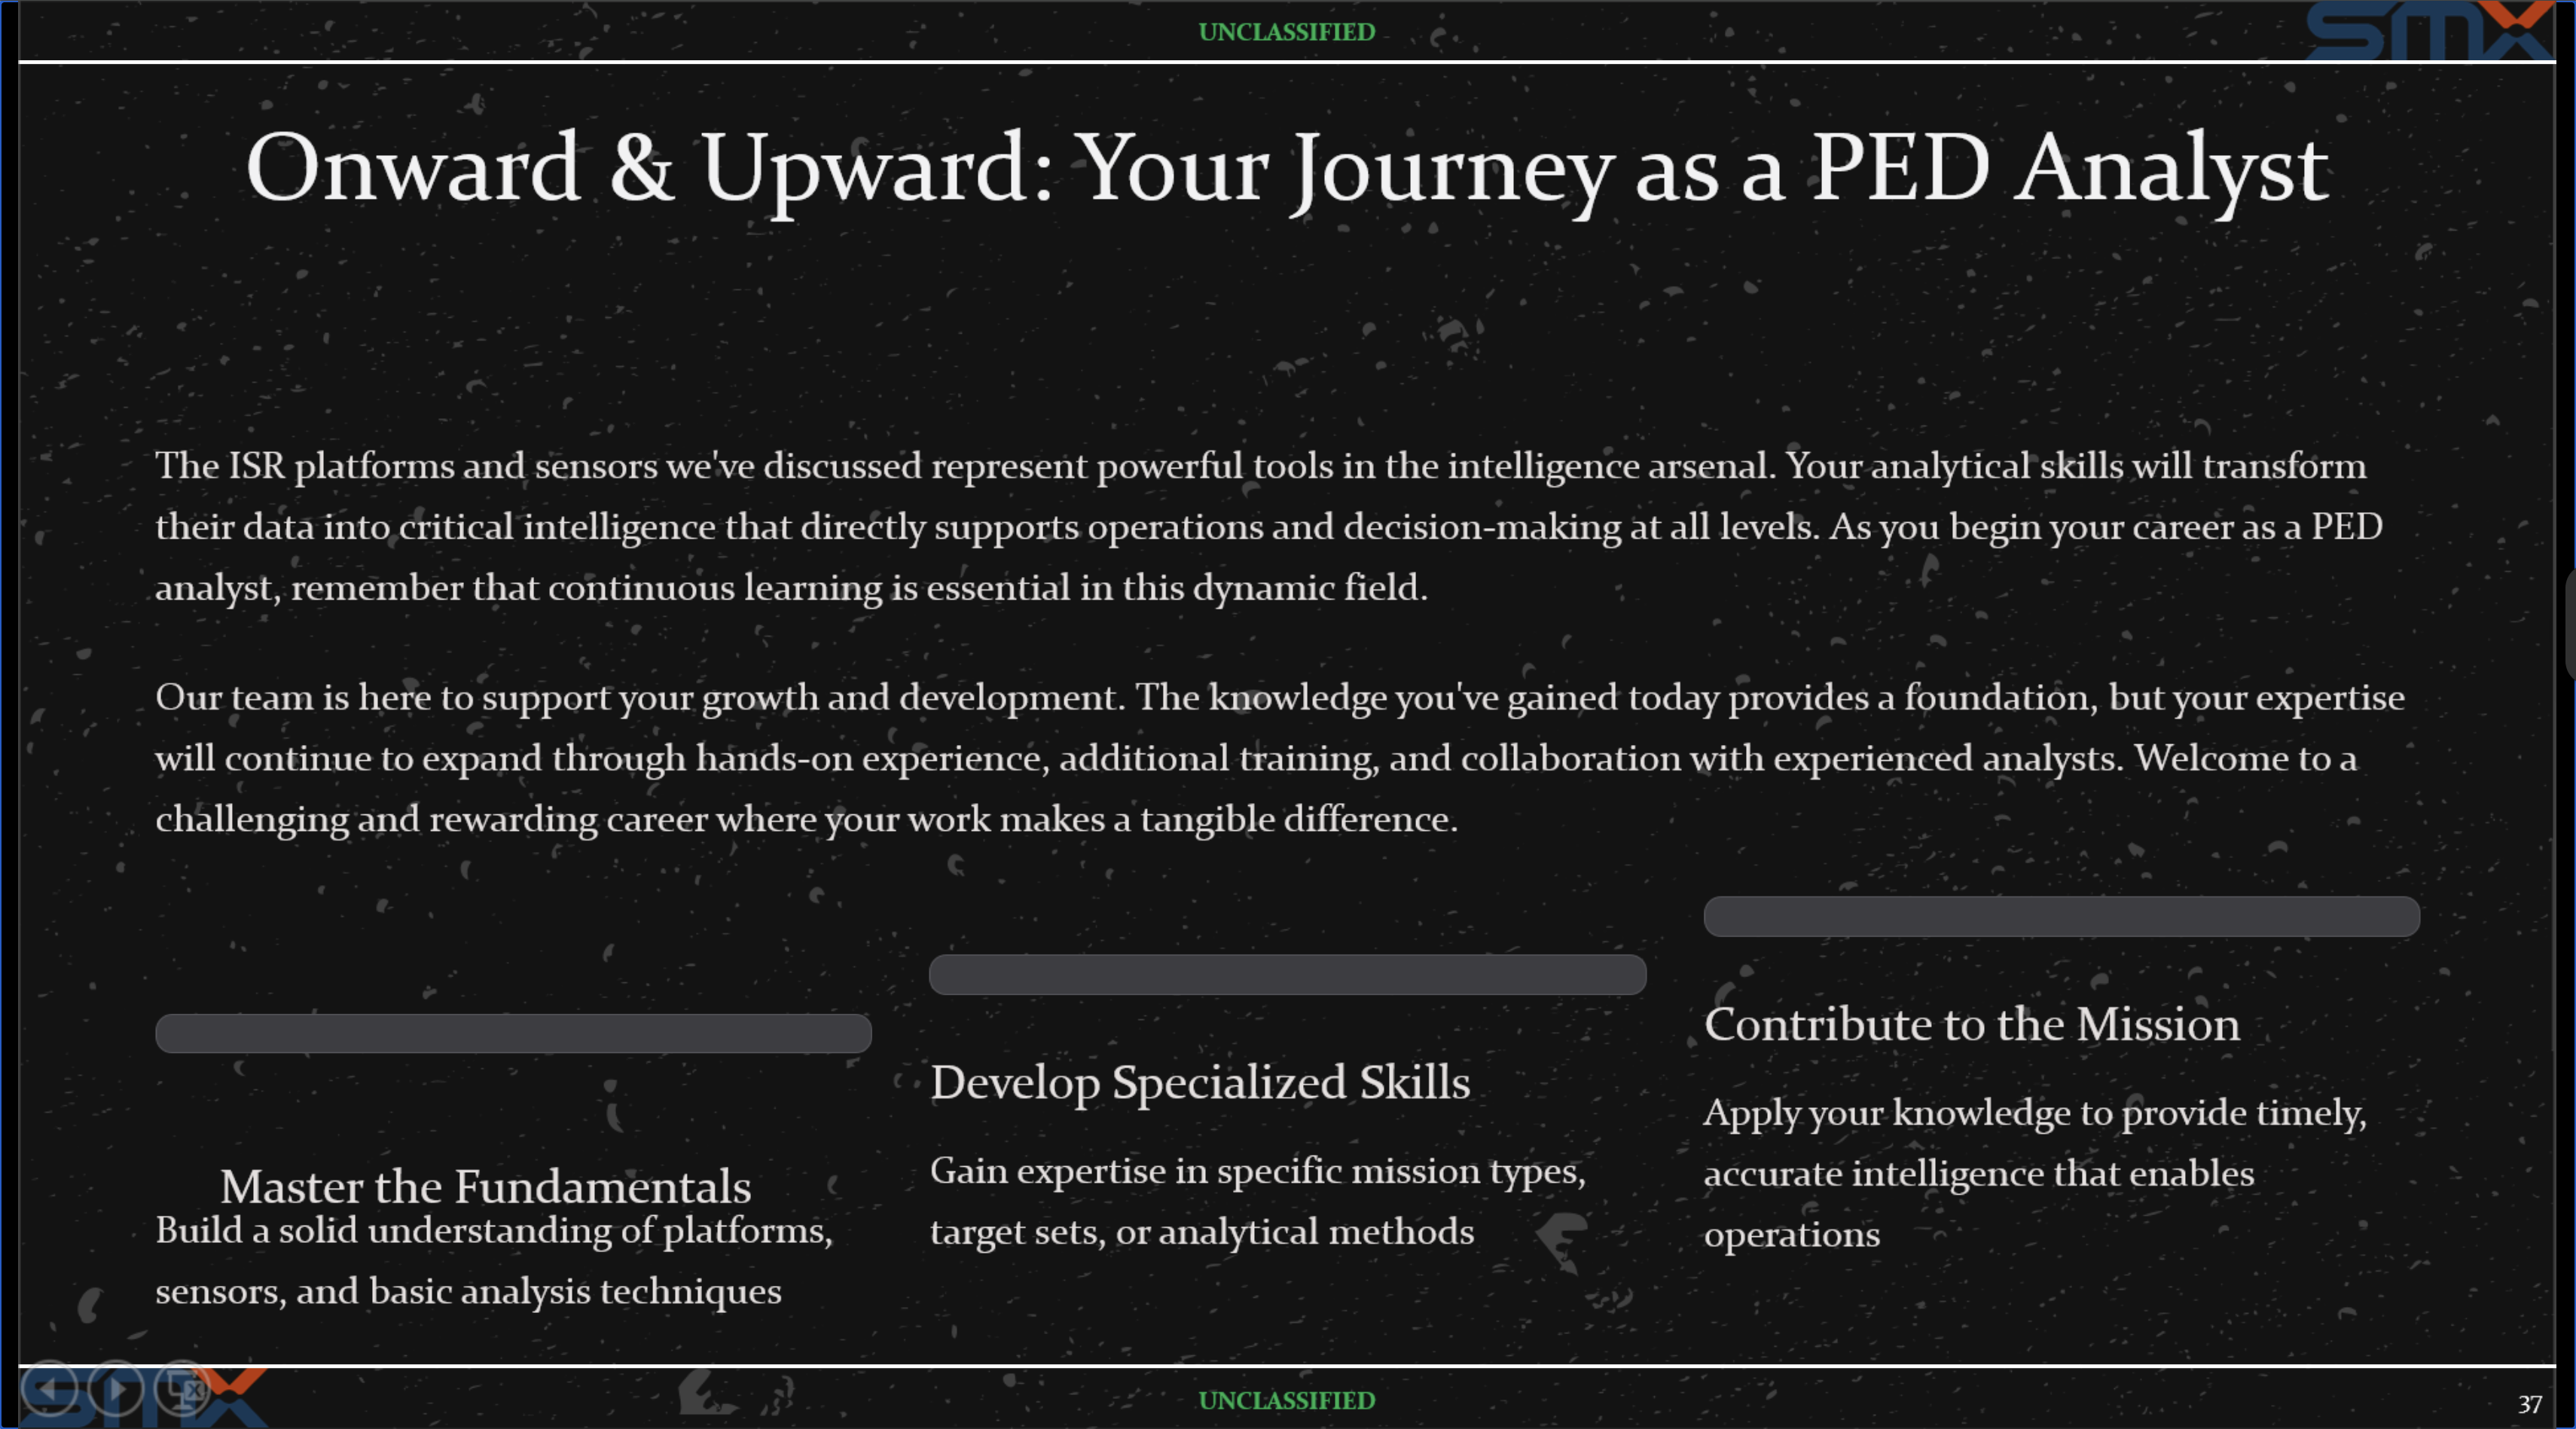 UNCLASSIFIED
smx
Onward & Upward: Your Journey as a PED Analyst
The ISR platforms and sensors we've discussed represent powerful tools in the intelligence arsenal. Your analytical skills will transform
their data into critical intelligence that directly supports operations and decision-making at all levels. As you begin your career as a PED
analyst, remember that continuous learning is essential in this dynamic field.
Our team is here to support your growth and development. The knowledge you've gained today provides a foundation, but your expertise
will continue to expand through hands-on experience, additional training, and collaboration with experienced analysts. Welcome to a
challenging and rewarding career where your work makes a tangible difference.
Master the Fundamentals
Build a solid understanding of platforms,
sensors, and basic analysis techniques
Develop Specialized Skills
Gain expertise in specific mission types,
target sets, or analytical methods
Contribute to the Mission
Apply your knowledge to provide timely,
accurate intelligence that enables
operations
smx
UNCLASSIFIED
37